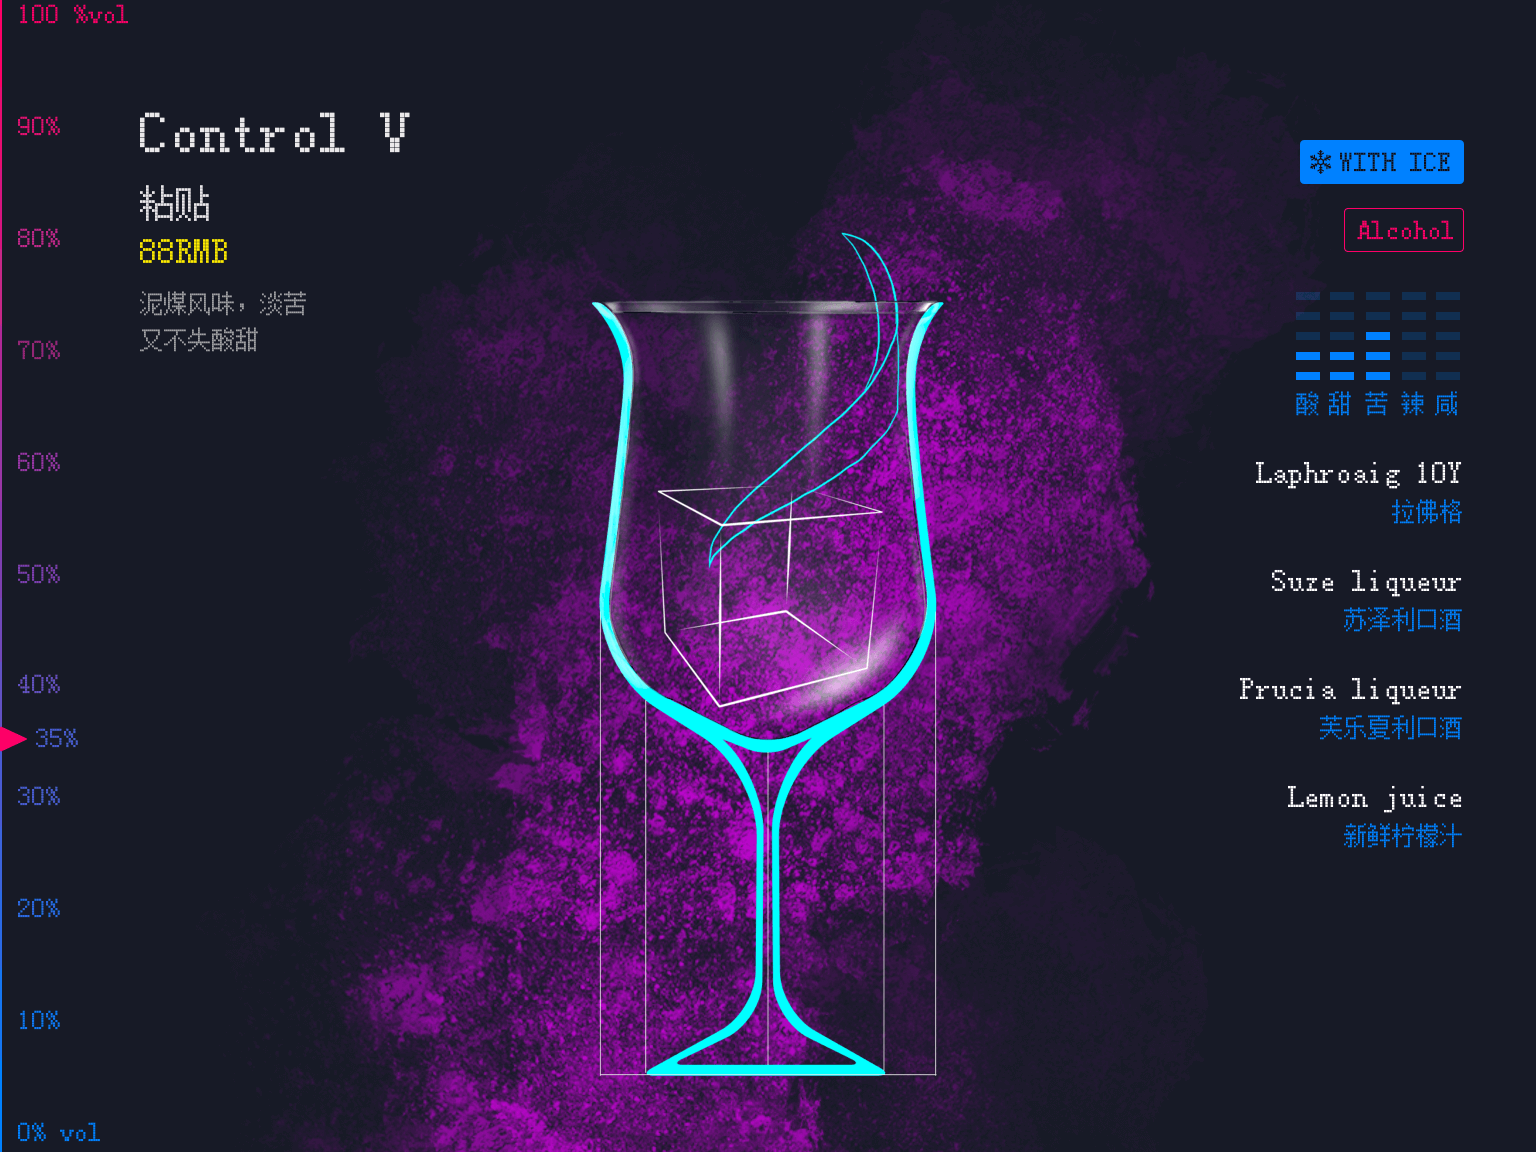 100 %vol
90%
80%
70%
60%
50%
40%
35%
30%
20%
10%
0% vol
Control V
粘贴
88RMB
泥煤风味，淡苦
又不失酸甜
WITH ICE
Alcohol
酸 甜 苦 辣 咸
Laphroaig 10Y
拉佛格
Suze liqueur
苏泽利口酒
Prucia liqueur
芙乐夏利口酒
Lemon juice
新鲜柠檬汁